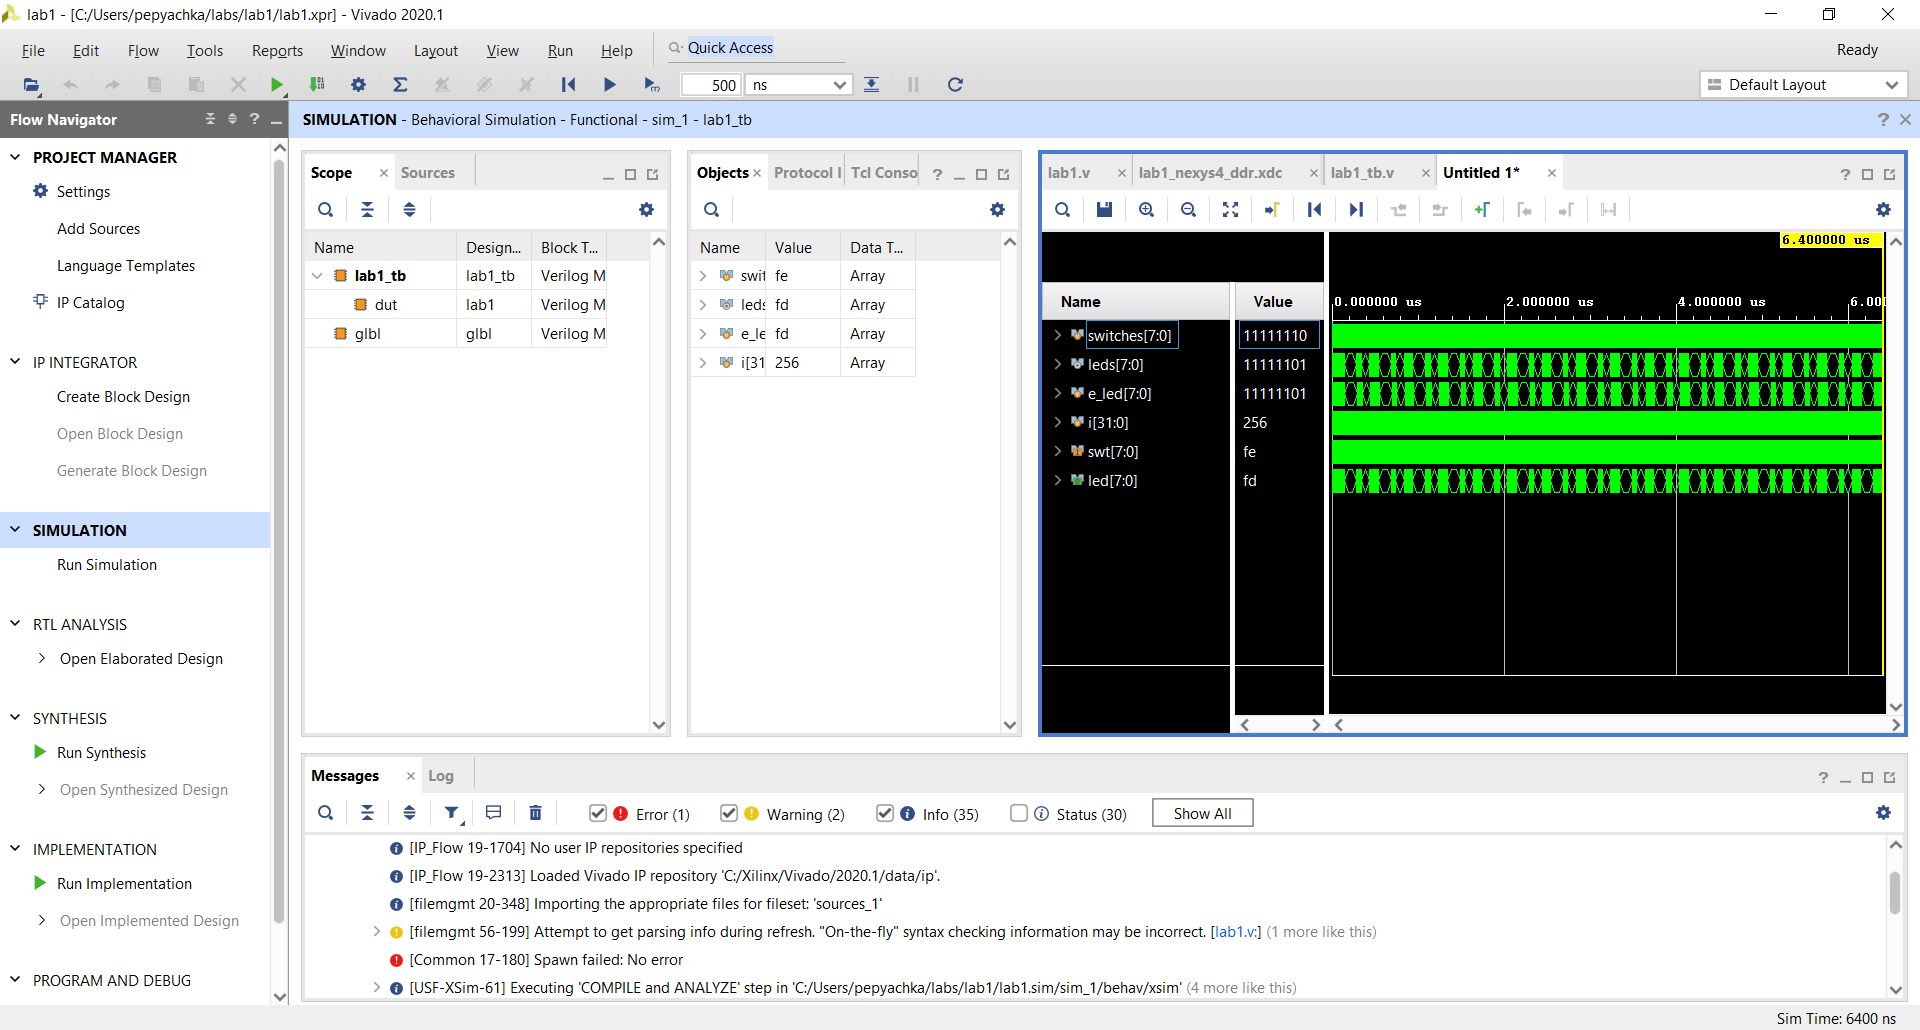 lab1 - [C:/Users/pepyachka/labs/lab1/lab1.xpr] - Vivado 2020.1
File Edit Flow Tools Reports Window Layout View Run Help Quick Access Ready
500 ns Default Layout
Flow Navigator
SIMULATION - Behavioral Simulation - Functional - sim_1 - lab1_tb
PROJECT MANAGER
Settings
Add Sources
Language Templates
IP Catalog
IP INTEGRATOR
Create Block Design
Open Block Design
Generate Block Design
SIMULATION
Run Simulation
RTL ANALYSIS
Open Elaborated Design
SYNTHESIS
Run Synthesis
Open Synthesized Design
IMPLEMENTATION
Run Implementation
Open Implemented Design
PROGRAM AND DEBUG
Scope Sources
Name Design... Block T...
lab1_tb lab1_tb Verilog M
dut lab1 Verilog M
glbl glbl Verilog M
Objects Protocol I Tcl Conso
Name Value Data T...
swit fe Array
leds fd Array
e_le fd Array
i[31 256 Array
lab1.v lab1_nexys4_ddr.xdc lab1_tb.v Untitled 1*
6.400000 us
Name Value
0.000000 us 2.000000 us 4.000000 us 6.00
switches[7:0] 11111110
leds[7:0] 11111101
e_led[7:0] 11111101
i[31:0] 256
swt[7:0] fe
led[7:0] fd
Messages Log
Error (1) Warning (2) Info (35) Status (30) Show All
[IP_Flow 19-1704] No user IP repositories specified
[IP_Flow 19-2313] Loaded Vivado IP repository 'C:/Xilinx/Vivado/2020.1/data/ip'.
[filemgmt 20-348] Importing the appropriate files for fileset: 'sources_1'
[filemgmt 56-199] Attempt to get parsing info during refresh. "On-the-fly" syntax checking information may be incorrect. [lab1.v:] (1 more like this)
[Common 17-180] Spawn failed: No error
[USF-XSim-61] Executing 'COMPILE and ANALYZE' step in 'C:/Users/pepyachka/labs/lab1/lab1.sim/sim_1/behav/xsim' (4 more like this)
Sim Time: 6400 ns